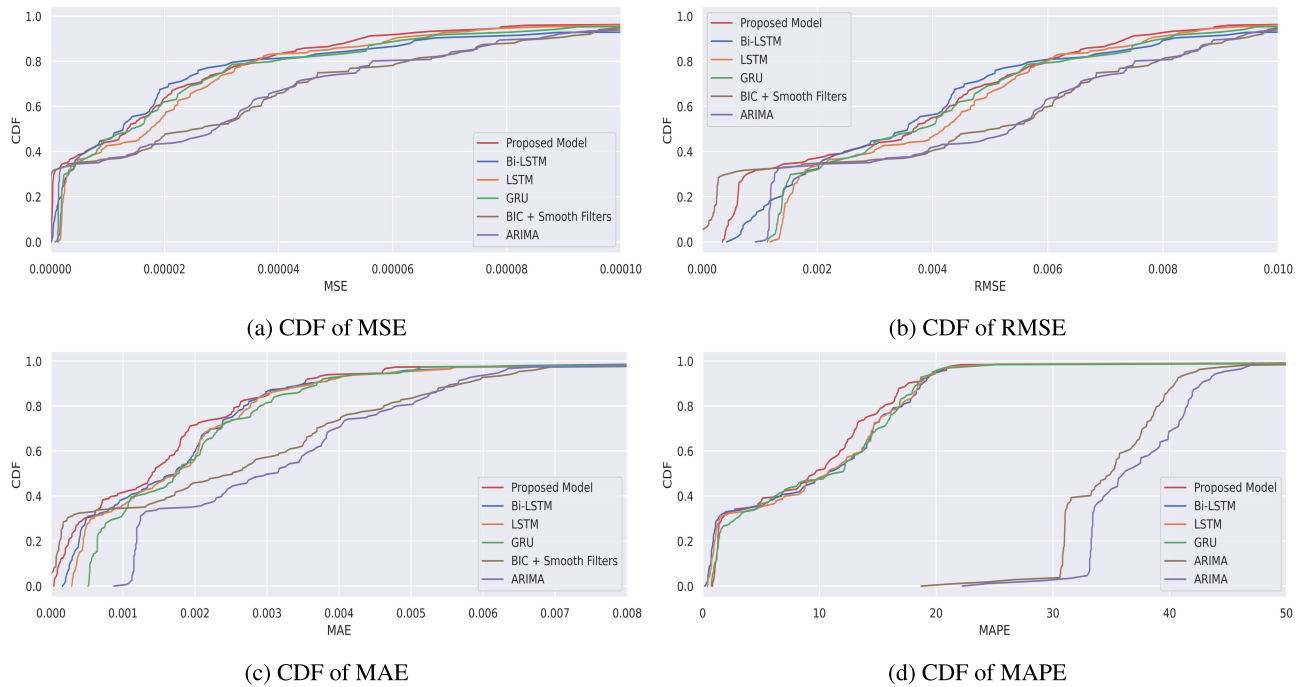 1.0
0.8
0.6
0.4
0.2
0.0
CDF
0.00000 0.00002 0.00004 0.00006 0.00008 0.00010
MSE
Proposed Model
Bi-LSTM
LSTM
GRU
BIC + Smooth Filters
ARIMA
(a) CDF of MSE
1.0
0.8
0.6
0.4
0.2
0.0
CDF
0.000 0.002 0.004 0.006 0.008 0.010
RMSE
Proposed Model
Bi-LSTM
LSTM
GRU
BIC + Smooth Filters
ARIMA
(b) CDF of RMSE
1.0
0.8
0.6
0.4
0.2
0.0
CDF
0.000 0.001 0.002 0.003 0.004 0.005 0.006 0.007 0.008
MAE
Proposed Model
Bi-LSTM
LSTM
GRU
BIC + Smooth Filters
ARIMA
(c) CDF of MAE
1.0
0.8
0.6
0.4
0.2
0.0
CDF
0 10 20 30 40 50
MAPE
Proposed Model
Bi-LSTM
LSTM
GRU
ARIMA
ARIMA
(d) CDF of MAPE